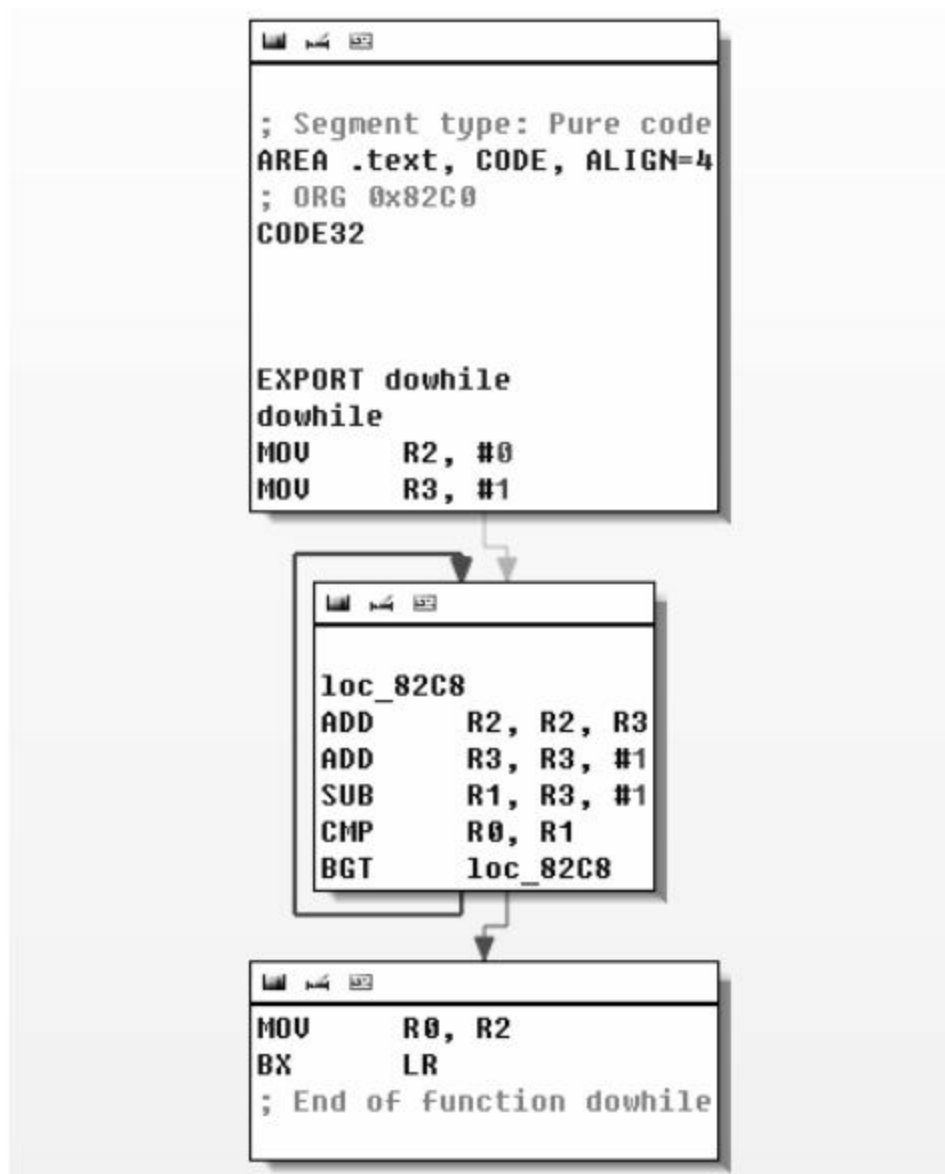 ; Segment type: Pure code
AREA .text, CODE, ALIGN=4
; ORG 0x82C0
CODE32
EXPORT dowhile
dowhile
MOV R2, #0
MOV R3, #1
loc_82C8
ADD R2, R2, R3
ADD R3, R3, #1
SUB R1, R3, #1
CMP R0, R1
BGT loc_82C8
MOV R0, R2
BX LR
; End of function dowhile